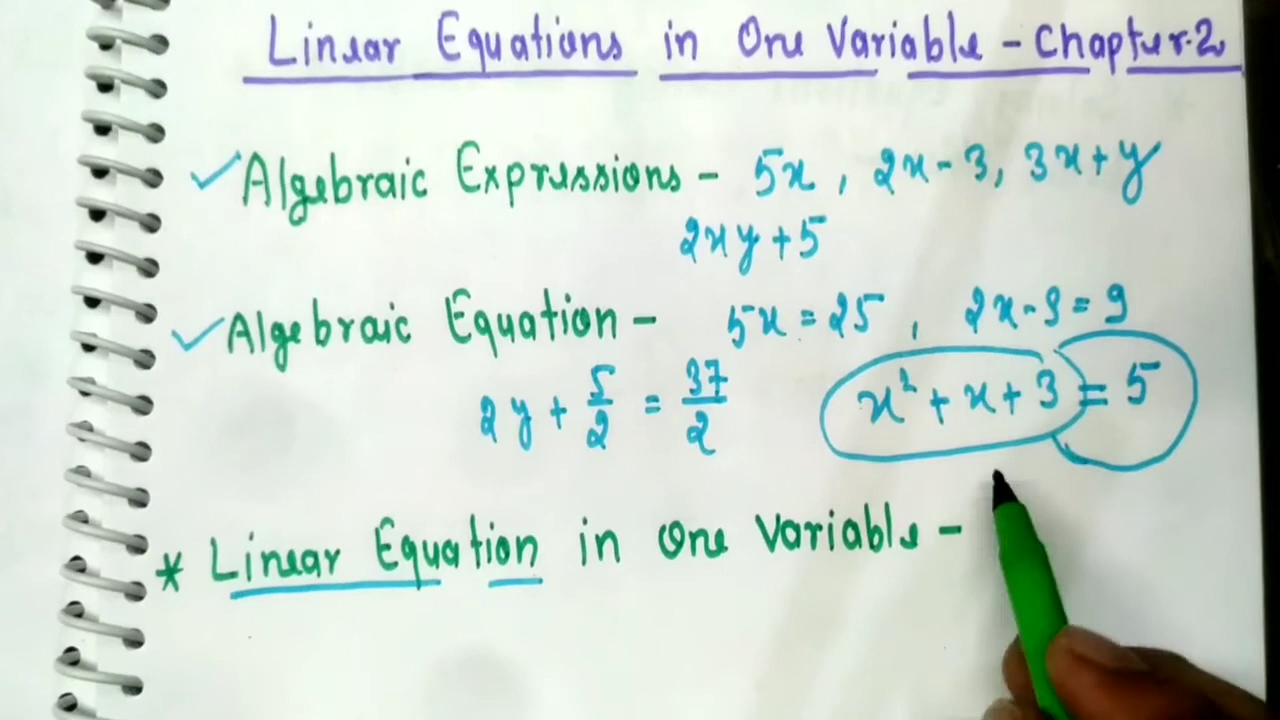 Linear Equations in One Variable - Chapter.2
Algebraic Expressions - 5x, 2x - 3, 3x + y
2xy + 5
Algebraic Equation - 5x = 25, 2x - 3 = 9
2y + 5/2 = 37/2 x² + x + 3 = 5
* Linear Equation in One Variable -